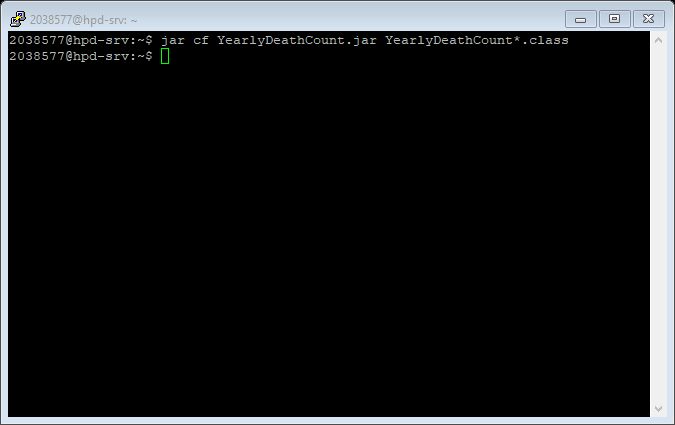 2038577@hpd-srv: ~
2038577@hpd-srv:~$ jar cf YearlyDeathCount.jar YearlyDeathCount*.class
2038577@hpd-srv:~$